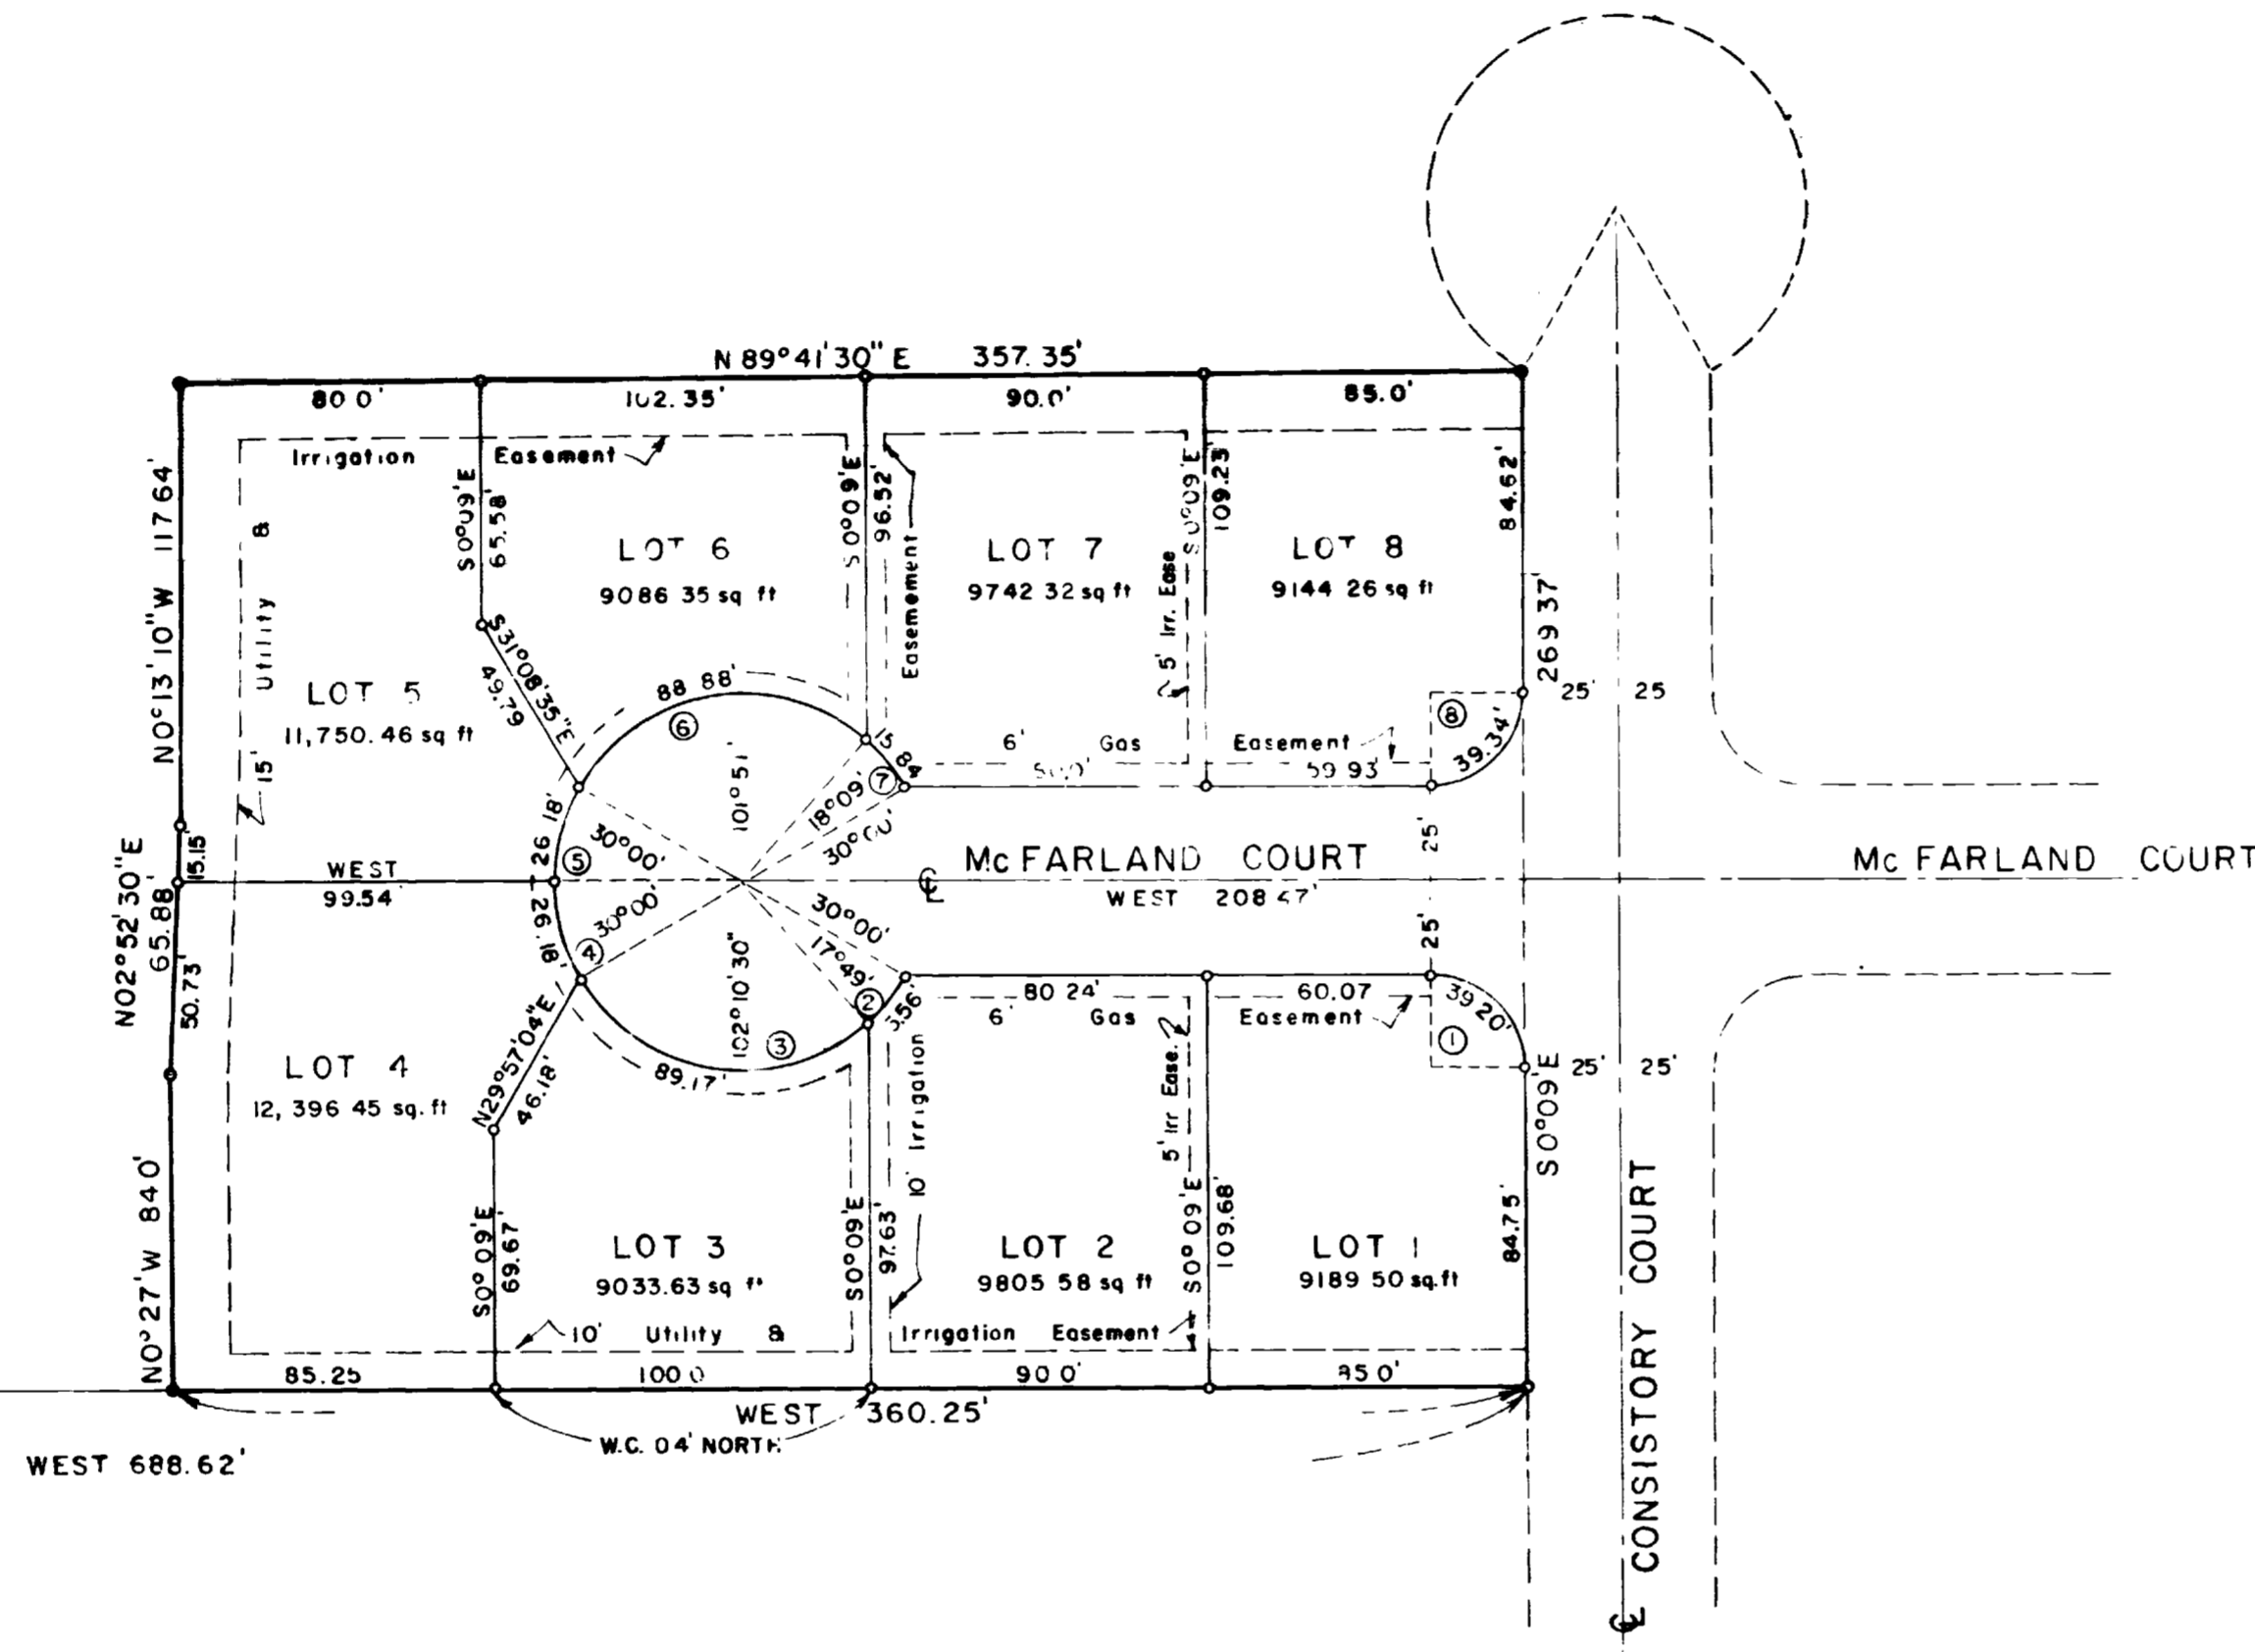 N 89°41'30" E 357.35'
80 0' 102.35' 90.0' 85.0'
Irrigation Easement
15' Utility &
N0°13'10"W 117 64'
S0°09'E 65.58'
S0°09'E 96.52'
Easement
S0°09'E 109.23'
5' Irr. Ease
84.62'
LOT 6
9086 35 sq ft
LOT 7
9742 32 sq ft
LOT 8
9144 26 sq ft
LOT 5
11,750.46 sq ft
S31°08'35"E
49.79
88 88'
⑥
101°51'
15 84
⑦
18°09'
30°00'
6' Gas Easement
59 93'
39.34'
⑧
269 37'
25' 25
26 18'
⑤
30°00'
N02°52'30"E
65.88'
15.15'
50.73'
WEST
99.54
℄
McFARLAND COURT
WEST
25'
McFARLAND COURT
26.18'
④
30°00'
30°00'
17°49'
②
102°10'30"
③
89.17'
25'
80 24' 60.07
6' Gas Easement
39 20'
①
25' 25'
S0°09'E
LOT 4
12,396 45 sq. ft
N29°57'04"E
46.18'
10' Irrigation
5' Irr Ease.
N0°27'W 84 0'
S0°09'E
69.67'
LOT 3
9033.63 sq ft
S0°09'E
97.63'
LOT 2
9805 58 sq ft
S0°09'E
109.68'
LOT 1
9189 50 sq.ft
84.75'
10' Utility & Irrigation Easement
85.25 100 0 90 0' 85 0'
WEST 360.25'
W.C. 0 4' NORTH
WEST 688.62'
℄ CONSISTORY COURT